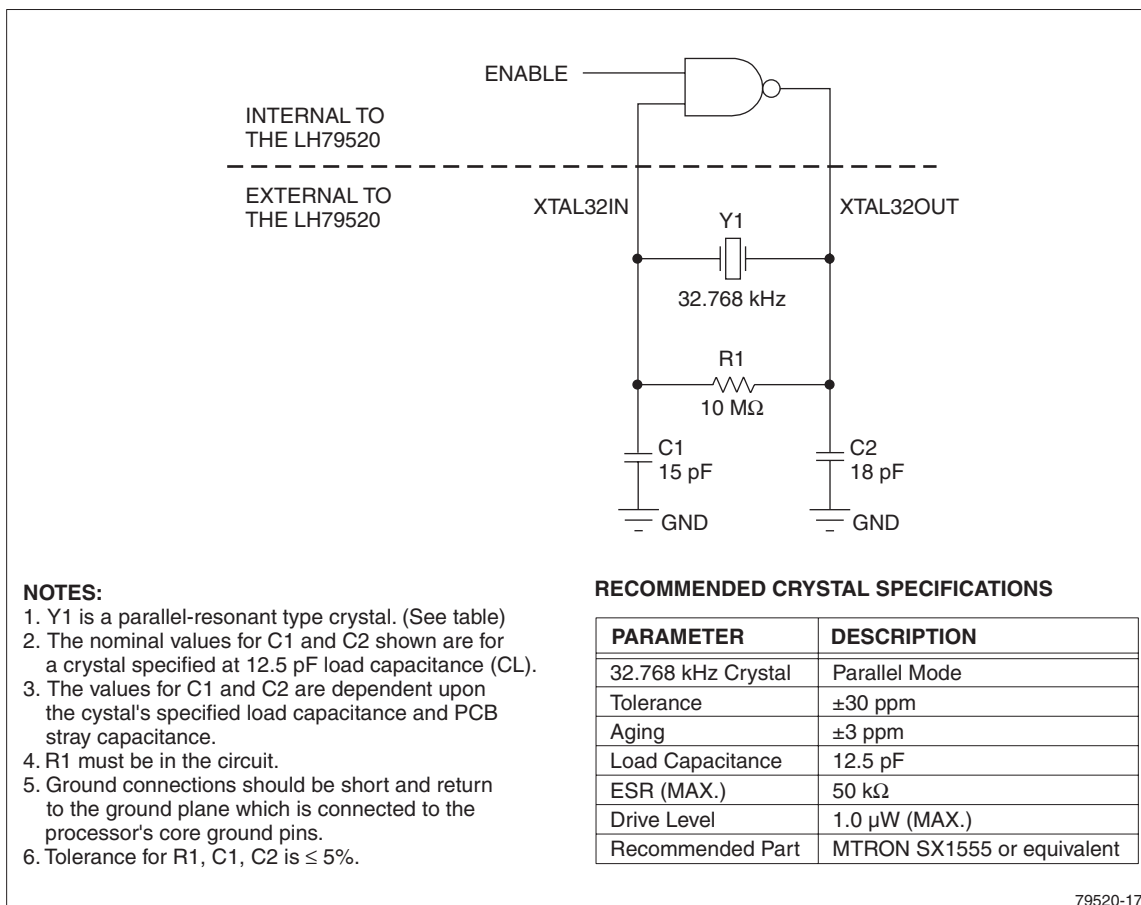 ENABLE
INTERNAL TO
THE LH79520
EXTERNAL TO
THE LH79520
XTAL32IN
XTAL32OUT
Y1
32.768 kHz
R1
10 MΩ
C1
15 pF
C2
18 pF
GND
GND
NOTES:
1. Y1 is a parallel-resonant type crystal. (See table)
2. The nominal values for C1 and C2 shown are for
a crystal specified at 12.5 pF load capacitance (CL).
3. The values for C1 and C2 are dependent upon
the cystal's specified load capacitance and PCB
stray capacitance.
4. R1 must be in the circuit.
5. Ground connections should be short and return
to the ground plane which is connected to the
processor's core ground pins.
6. Tolerance for R1, C1, C2 is ≤ 5%.
RECOMMENDED CRYSTAL SPECIFICATIONS
PARAMETER DESCRIPTION
32.768 kHz Crystal Parallel Mode
Tolerance ±30 ppm
Aging ±3 ppm
Load Capacitance 12.5 pF
ESR (MAX.) 50 kΩ
Drive Level 1.0 µW (MAX.)
Recommended Part MTRON SX1555 or equivalent
79520-17